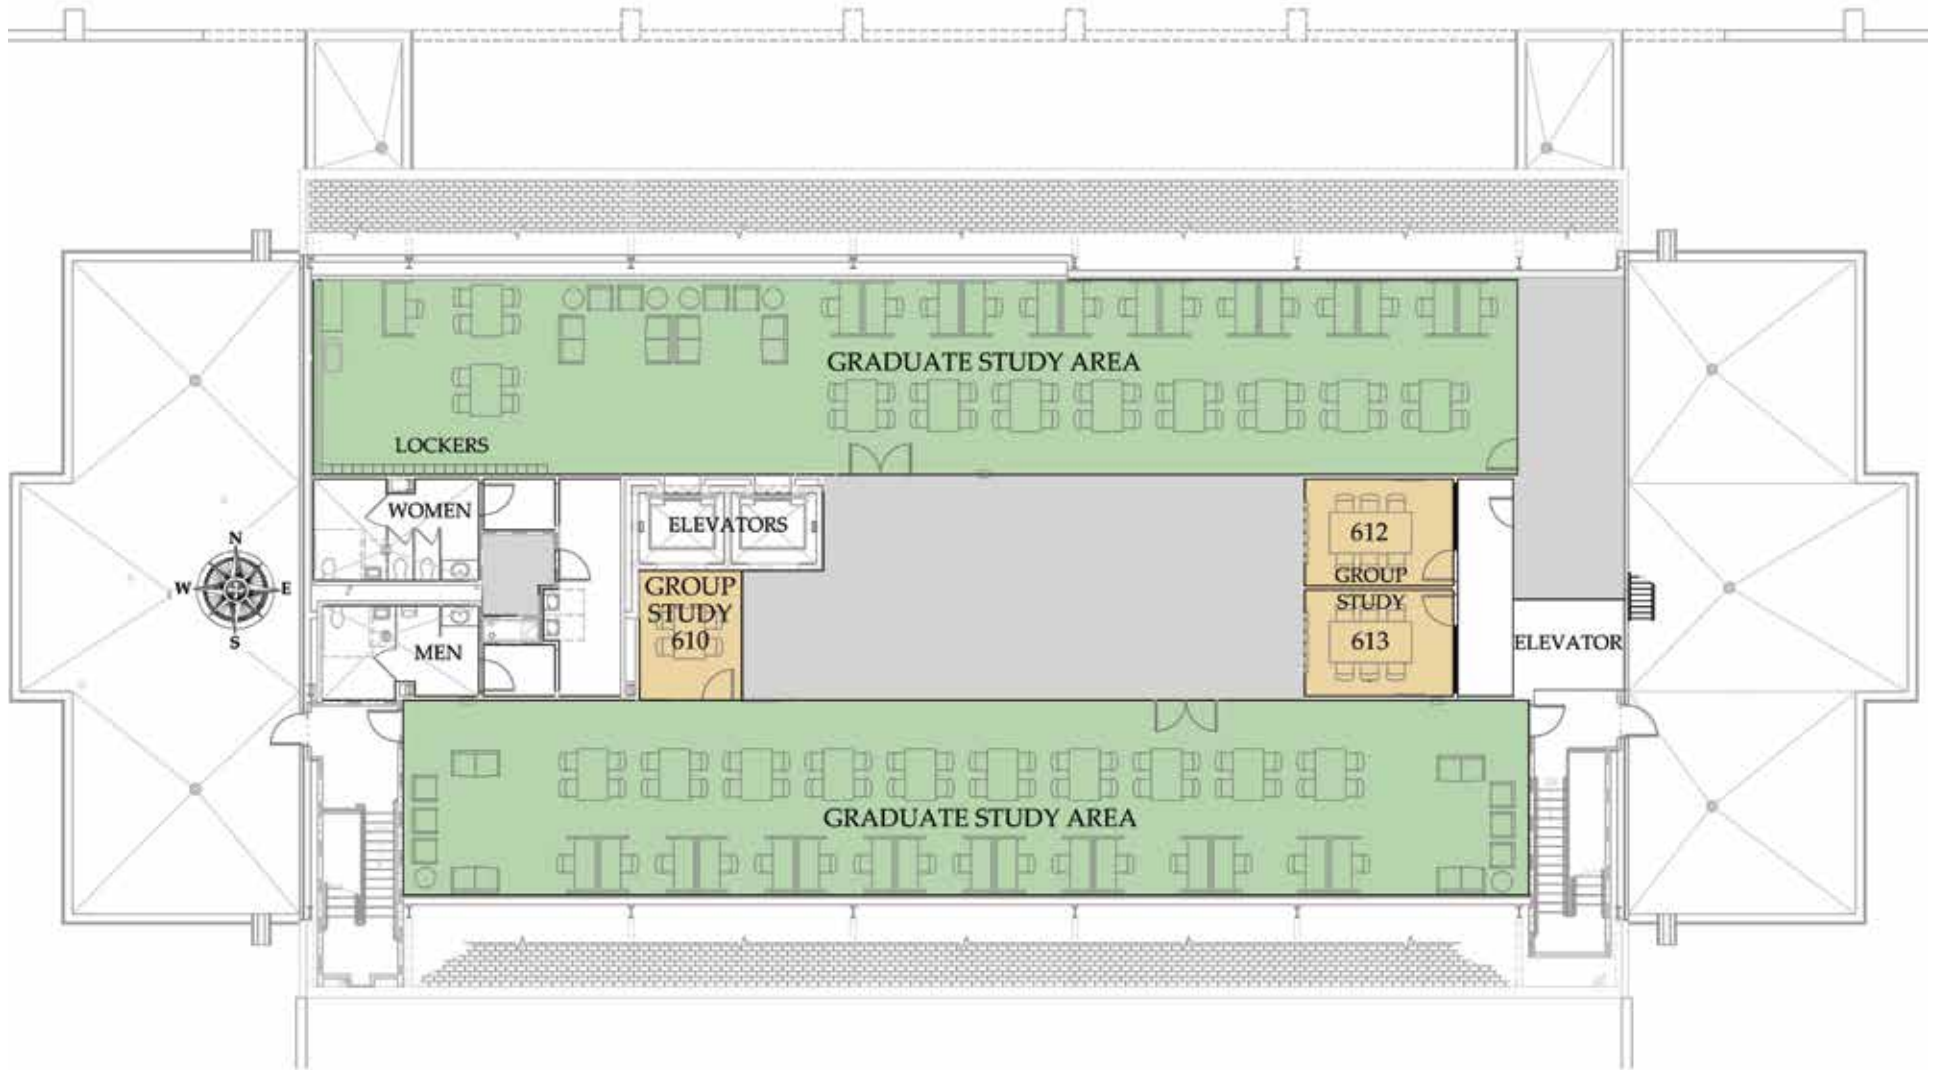 GRADUATE STUDY AREA
LOCKERS
WOMEN
ELEVATORS
612
GROUP
STUDY
613
GROUP
STUDY
610
N
W
E
S
MEN
ELEVATOR
GRADUATE STUDY AREA